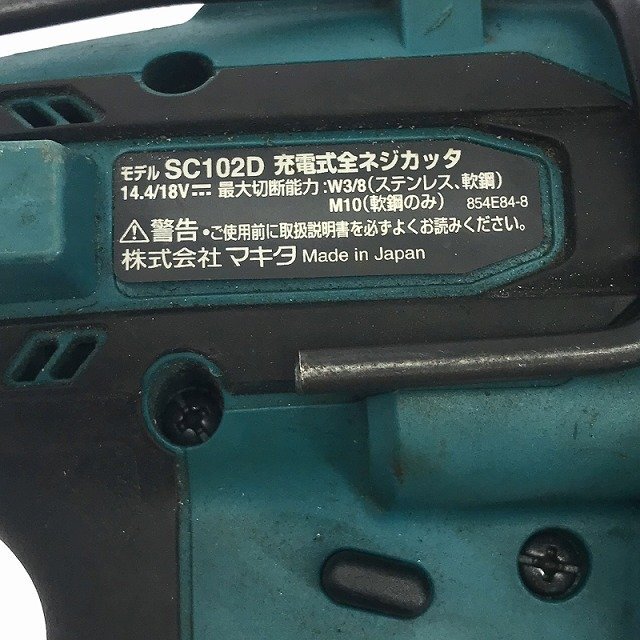 モデル SC102D 充電式全ネジカッタ
14.4/18V⎓ 最大切断能力:W3/8(ステンレス、軟鋼)
M10(軟鋼のみ) 854E84-8
⚠警告・ご使用前に取扱説明書を必ずよくお読みください。
株式会社 マキタ Made in Japan